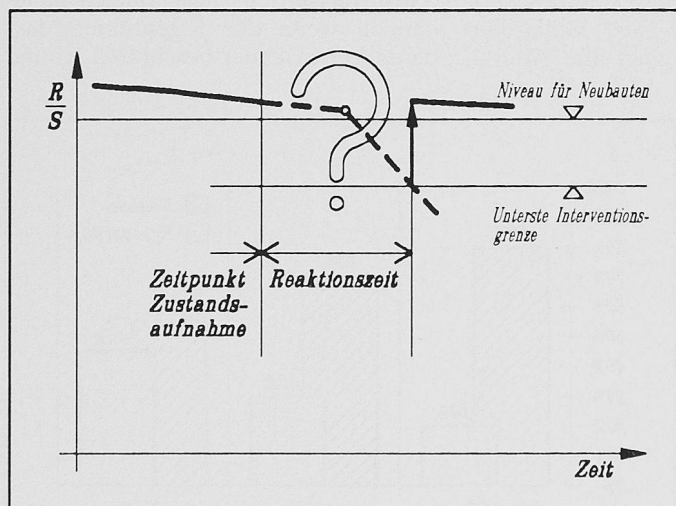 R
S
Niveau für Neubauten
Unterste Interventions-
grenze
Zeitpunkt
Zustands-
aufnahme
Reaktionszeit
Zeit